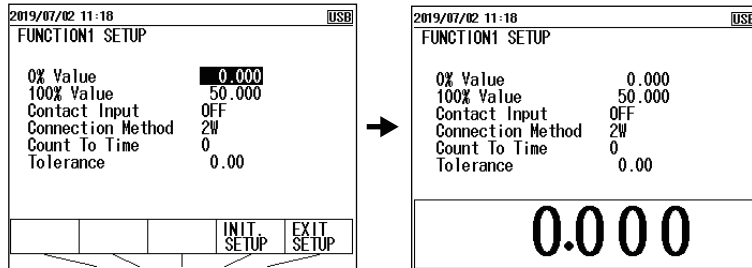 2019/07/02 11:18 USB
FUNCTION1 SETUP
0% Value 0.000
100% Value 50.000
Contact Input OFF
Connection Method 2W
Count To Time 0
Tolerance 0.00
INIT. SETUP
EXIT SETUP
2019/07/02 11:18 USB
FUNCTION1 SETUP
0% Value 0.000
100% Value 50.000
Contact Input OFF
Connection Method 2W
Count To Time 0
Tolerance 0.00
0.000